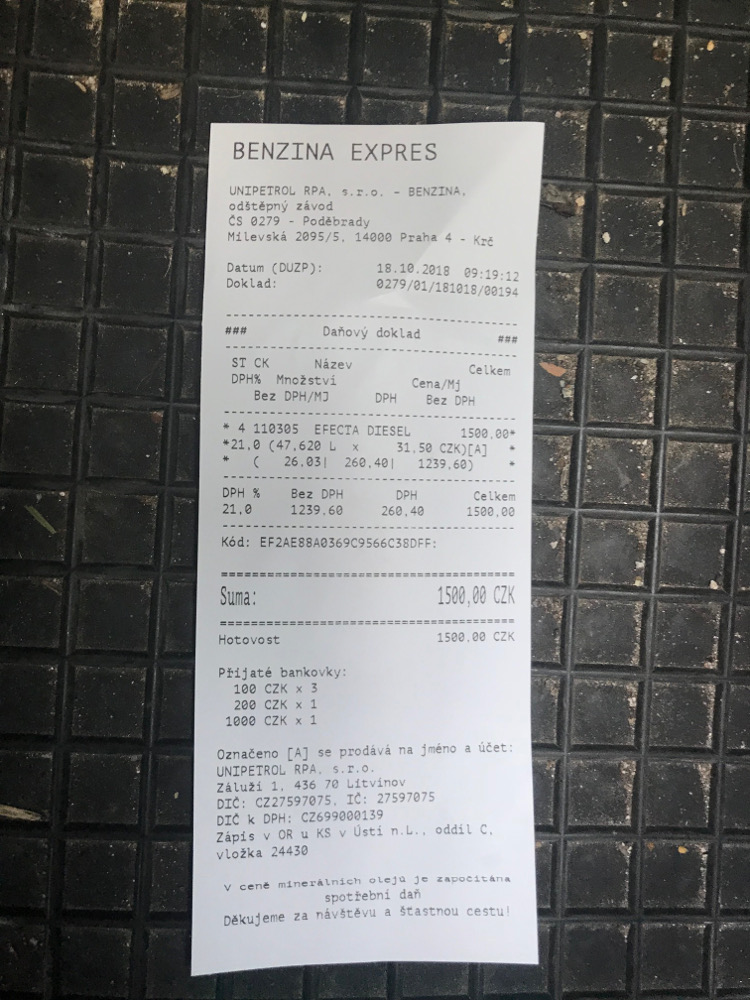 BENZINA EXPRES
UNIPETROL RPA, s.r.o. - BENZINA,
odštěpný závod
ČS 0279 - Poděbrady
Milevská 2095/5, 14000 Praha 4 - Krč
Datum (DUZP): 18.10.2018 09:19:12
Doklad: 0279/01/181018/00194
### Daňový doklad ###
ST CK Název Celkem
DPH% Množství Cena/Mj
Bez DPH/MJ DPH Bez DPH
* 4 110305 EFECTA DIESEL 1500,00*
*21,0 (47,620 L x 31.50 CZK)[A] *
* ( 26.03| 260,40| 1239,60) *
DPH % Bez DPH DPH Celkem
21,0 1239.60 260,40 1500,00
Kód: EF2AE88A0369C9566C38DFF:
Suma: 1500,00 CZK
Hotovost 1500,00 CZK
Přijaté bankovky:
100 CZK x 3
200 CZK x 1
1000 CZK x 1
Označeno [A] se prodává na jméno a účet:
UNIPETROL RPA, s.r.o.
Záluží 1, 436 70 Litvínov
DIČ: CZ27597075, IČ: 27597075
DIČ k DPH: CZ699000139
Zápis v OR u KS v Ústí n.L., oddíl C,
vložka 24430
V ceně minerálních olejů je započítána
spotřební daň
Děkujeme za návštěvu a šťastnou cestu!